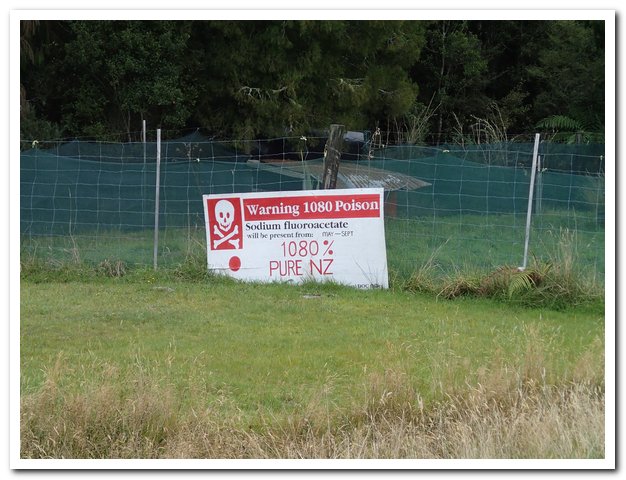 Warning 1080 Poison
Sodium fluoroacetate
will be present from: MAY - SEPT
1080%
PURE NZ